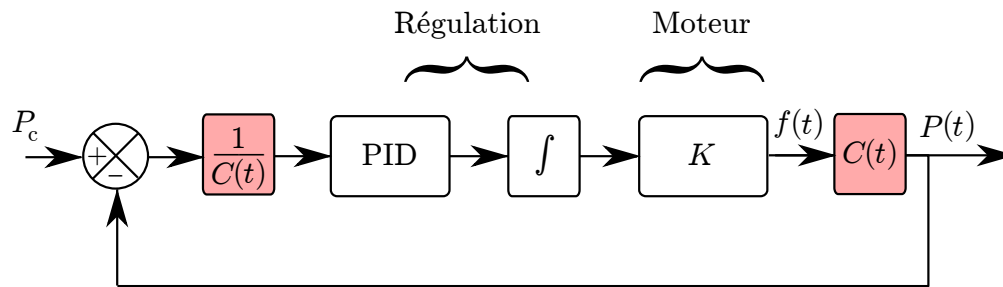 Régulation
Moteur
P_c
+
−
1
C(t)
PID
∫
K
f(t)
C(t)
P(t)